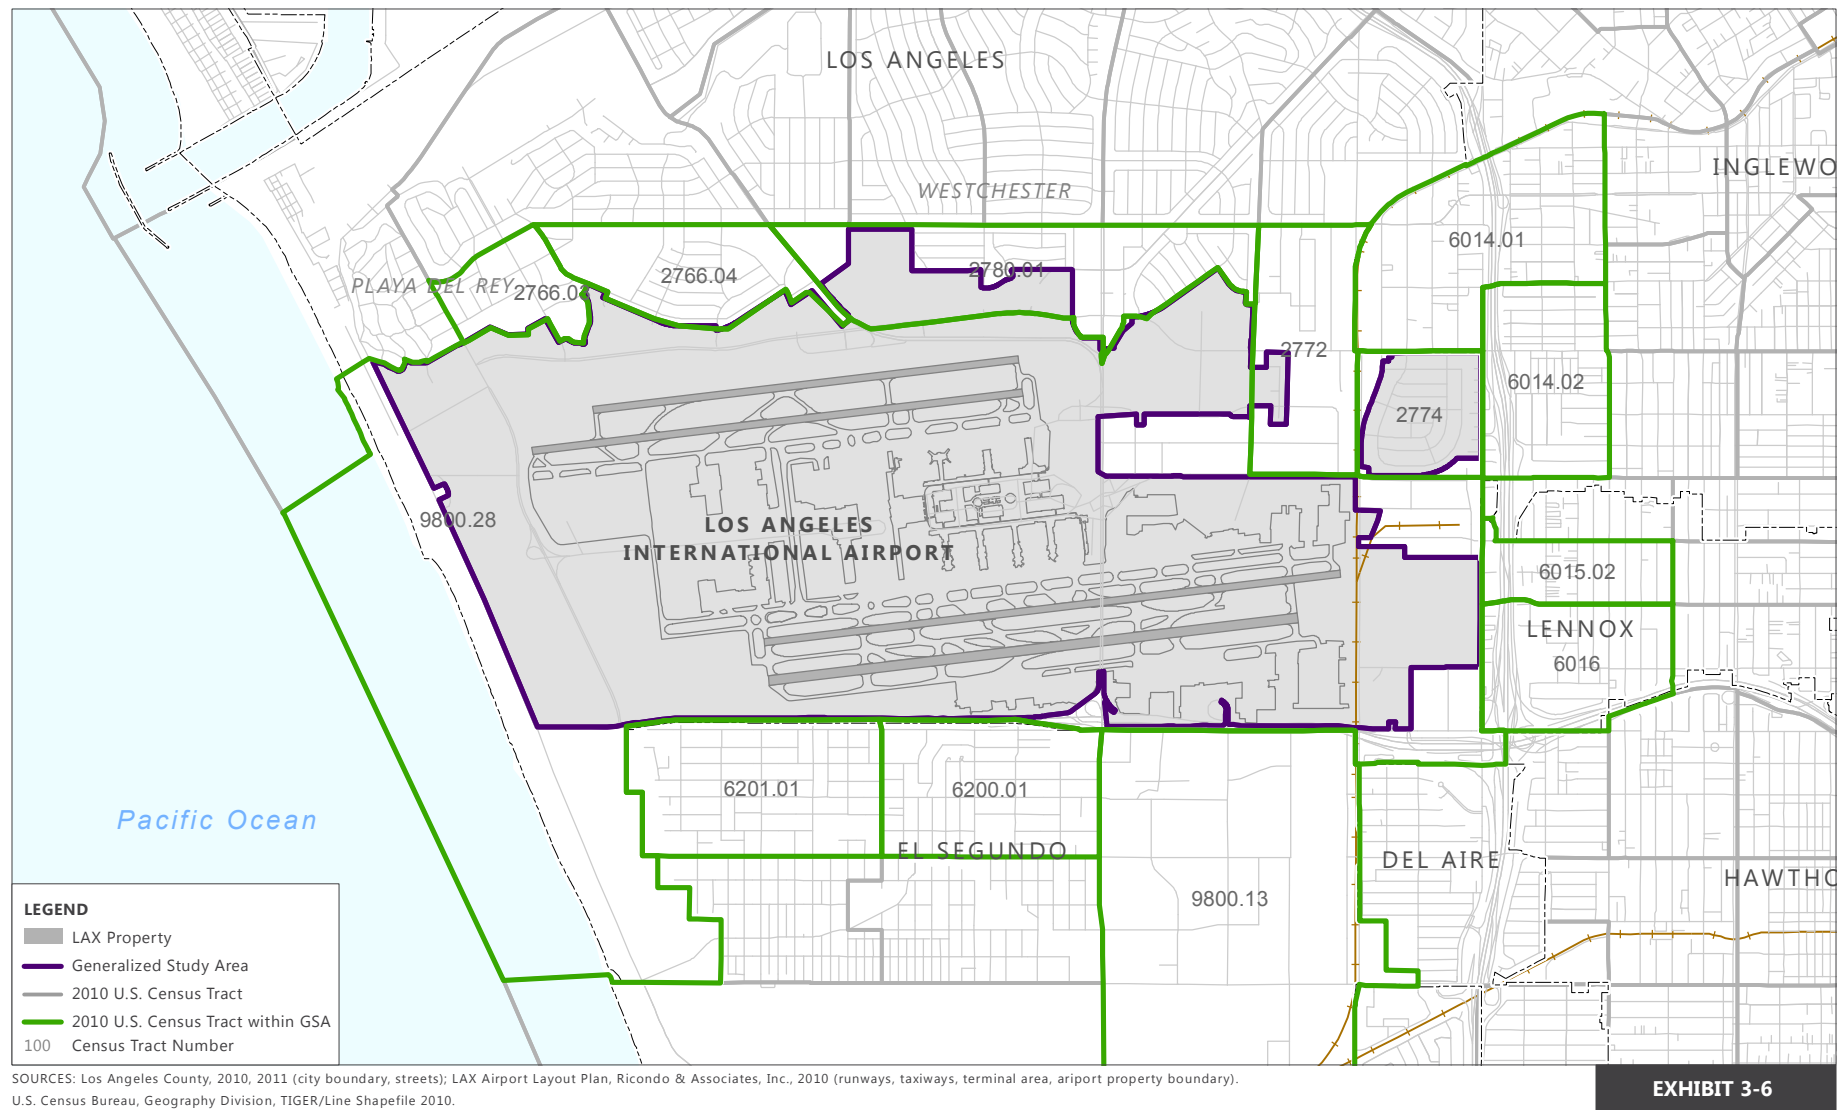 LOS ANGELES
INGLEWO
WESTCHESTER
6014.01
2766.04
2780.01
PLAYA DEL REY
2766.03
2772
6014.02
2774
9800.28
LOS ANGELES
INTERNATIONAL AIRPORT
6015.02
LENNOX
6016
6201.01
6200.01
Pacific Ocean
EL SEGUNDO
DEL AIRE
HAWTHO
9800.13
LEGEND
LAX Property
Generalized Study Area
2010 U.S. Census Tract
2010 U.S. Census Tract within GSA
100 Census Tract Number
SOURCES: Los Angeles County, 2010, 2011 (city boundary, streets); LAX Airport Layout Plan, Ricondo & Associates, Inc., 2010 (runways, taxiways, terminal area, ariport property boundary).
U.S. Census Bureau, Geography Division, TIGER/Line Shapefile 2010.
EXHIBIT 3-6